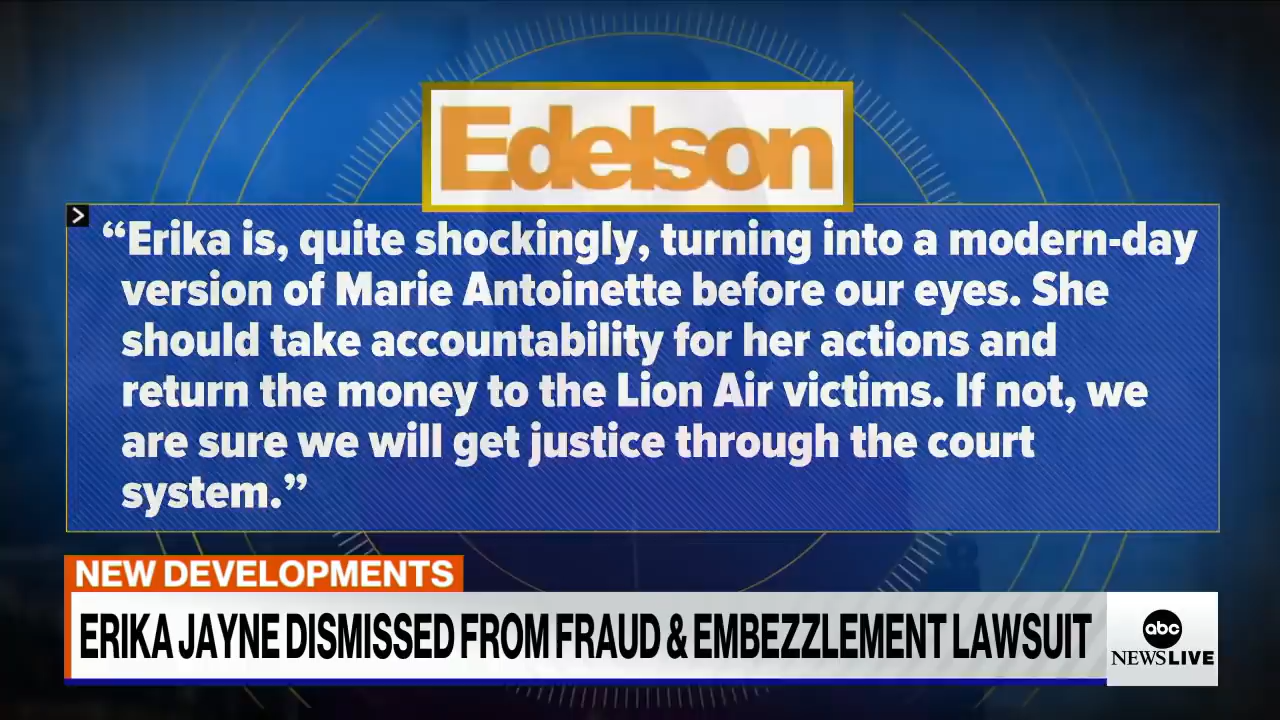 Edelson
“Erika is, quite shockingly, turning into a modern-day
version of Marie Antoinette before our eyes. She
should take accountability for her actions and
return the money to the Lion Air victims. If not, we
are sure we will get justice through the court
system.”
NEW DEVELOPMENTS
ERIKA JAYNE DISMISSED FROM FRAUD & EMBEZZLEMENT LAWSUIT
abc
NEWS LIVE